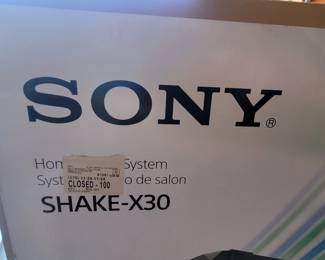 SONY®
Hom System
Syst o de salon
CLOSED - 100
SHAKE-X30